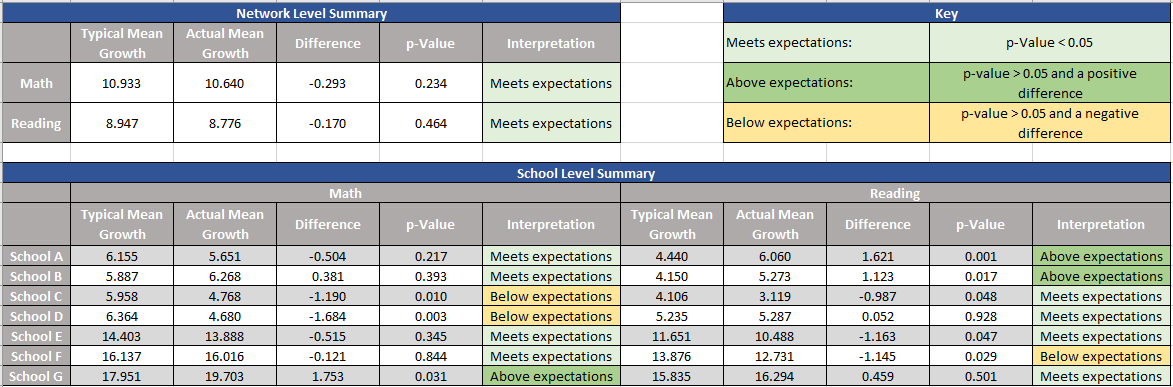 Network Level Summary
Typical Mean Growth Actual Mean Growth Difference p-Value Interpretation
Math 10.933 10.640 -0.293 0.234 Meets expectations
Reading 8.947 8.776 -0.170 0.464 Meets expectations
Key
Meets expectations: p-Value < 0.05
Above expectations: p-value > 0.05 and a positive difference
Below expectations: p-value > 0.05 and a negative difference
School Level Summary
Math Reading
Typical Mean Growth Actual Mean Growth Difference p-Value Interpretation Typical Mean Growth Actual Mean Growth Difference p-Value Interpretation
School A 6.155 5.651 -0.504 0.217 Meets expectations 4.440 6.060 1.621 0.001 Above expectations
School B 5.887 6.268 0.381 0.393 Meets expectations 4.150 5.273 1.123 0.017 Above expectations
School C 5.958 4.768 -1.190 0.010 Below expectations 4.106 3.119 -0.987 0.048 Meets expectations
School D 6.364 4.680 -1.684 0.003 Below expectations 5.235 5.287 0.052 0.928 Meets expectations
School E 14.403 13.888 -0.515 0.345 Meets expectations 11.651 10.488 -1.163 0.047 Meets expectations
School F 16.137 16.016 -0.121 0.844 Meets expectations 13.876 12.731 -1.145 0.029 Below expectations
School G 17.951 19.703 1.753 0.031 Above expectations 15.835 16.294 0.459 0.501 Meets expectations